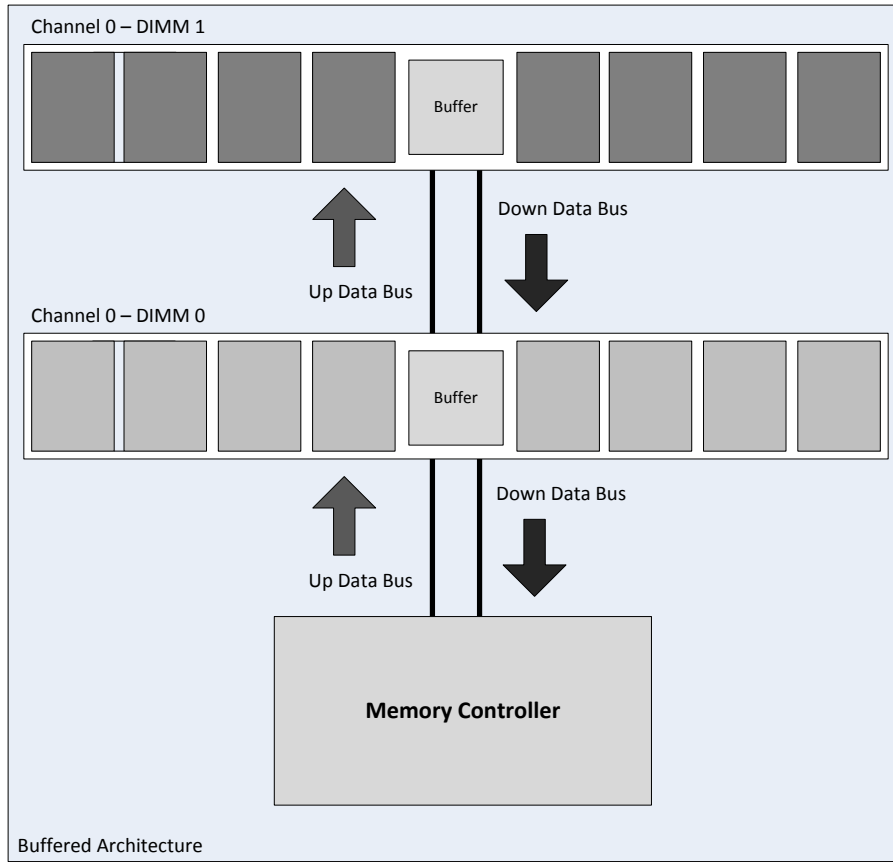 Channel 0 – DIMM 1
Buffer
Down Data Bus
Up Data Bus
Channel 0 – DIMM 0
Buffer
Down Data Bus
Up Data Bus
Memory Controller
Buffered Architecture